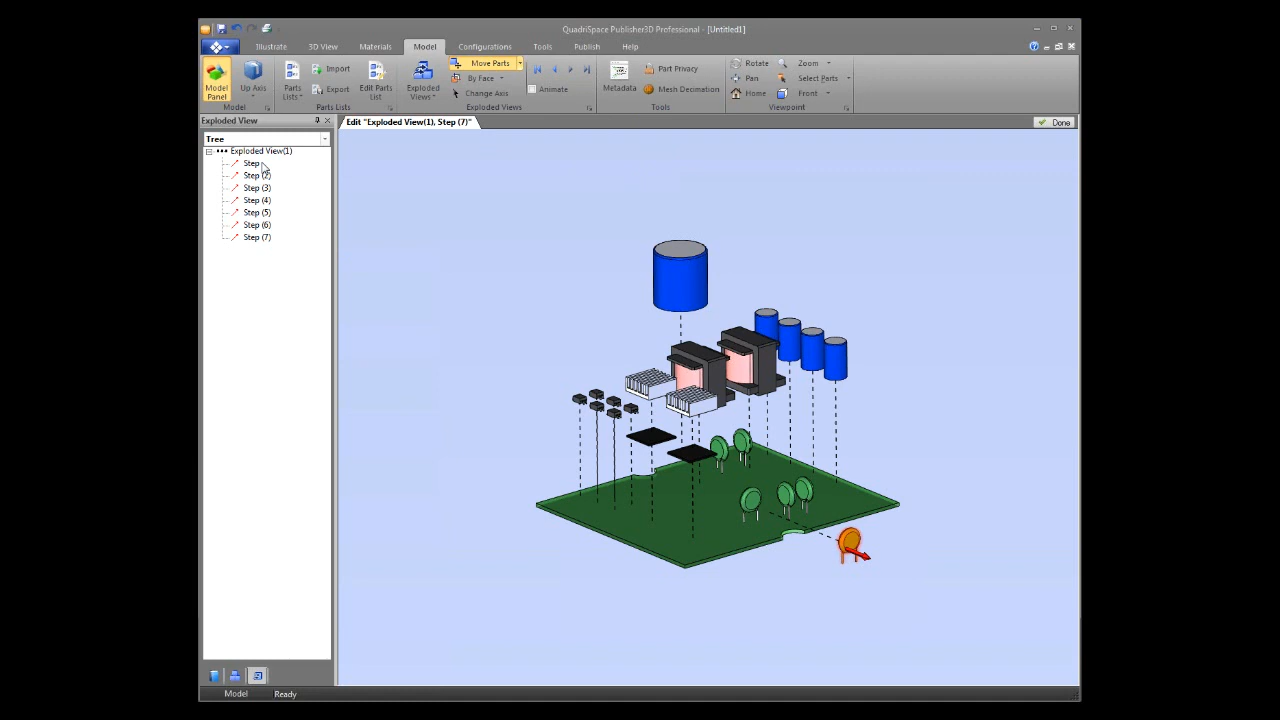 QuadriSpace Publisher3D Professional - [Untitled1]
Illustrate 3D View Materials Model Configurations Tools Publish Help
Model Panel
Up Axis
Model
Parts Lists
Import
Export
Edit Parts List
Parts Lists
Exploded Views
Move Parts
By Face
Change Axis
Animate
Exploded Views
Metadata
Part Privacy
Mesh Decimation
Tools
Rotate
Pan
Home
Zoom
Select Parts
Front
Viewpoint
Exploded View
Edit "Exploded View(1), Step (7)"
Done
Tree
Exploded View(1)
Step
Step (2)
Step (3)
Step (4)
Step (5)
Step (6)
Step (7)
Model Ready